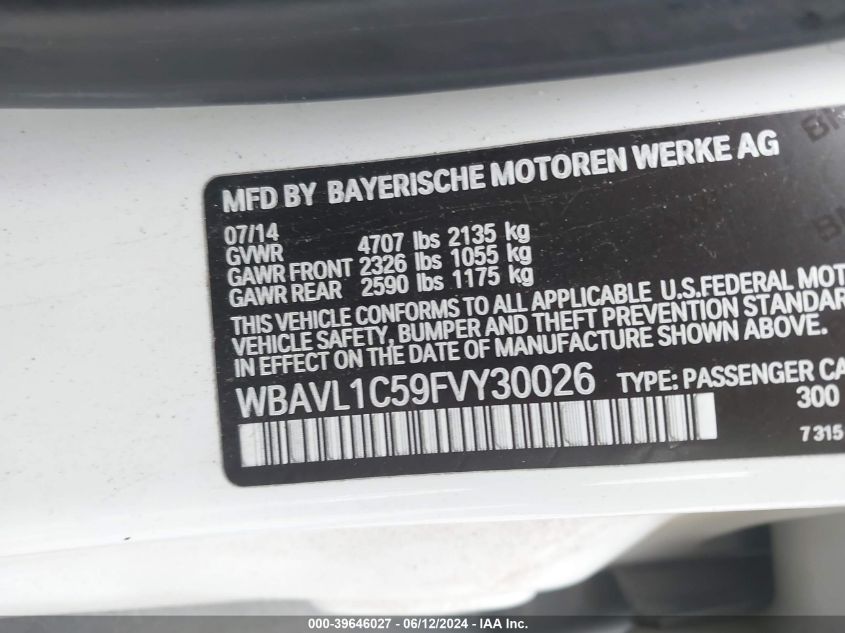 MFD BY BAYERISCHE MOTOREN WERKE AG
07/14
GVWR 4707 lbs 2135 kg
GAWR FRONT 2326 lbs 1055 kg
GAWR REAR 2590 lbs 1175 kg
THIS VEHICLE CONFORMS TO ALL APPLICABLE U.S.FEDERAL MOT
VEHICLE SAFETY, BUMPER AND THEFT PREVENTION STANDAR
IN EFFECT ON THE DATE OF MANUFACTURE SHOWN ABOVE.
WBAVL1C59FVY30026 TYPE: PASSENGER CA
300
7 315
000-39646027 - 06/12/2024 - IAA Inc.